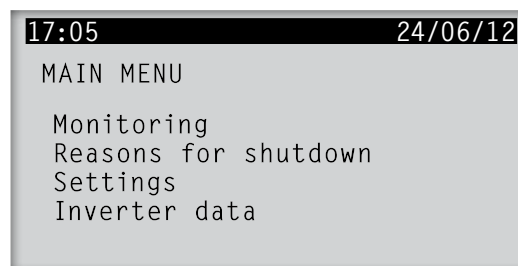 17:05 24/06/12
MAIN MENU
Monitoring
Reasons for shutdown
Settings
Inverter data